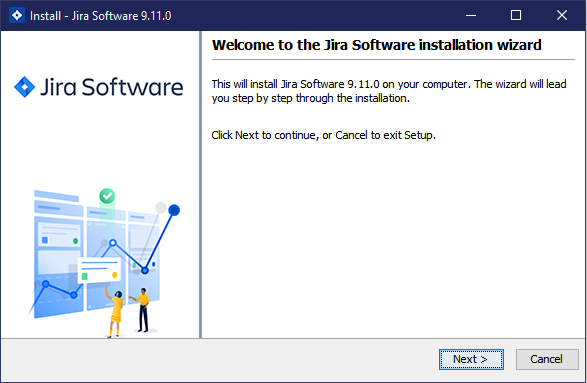 Install - Jira Software 9.11.0
Welcome to the Jira Software installation wizard
Jira Software
This will install Jira Software 9.11.0 on your computer. The wizard will lead
you step by step through the installation.
Click Next to continue, or Cancel to exit Setup.
Next >
Cancel